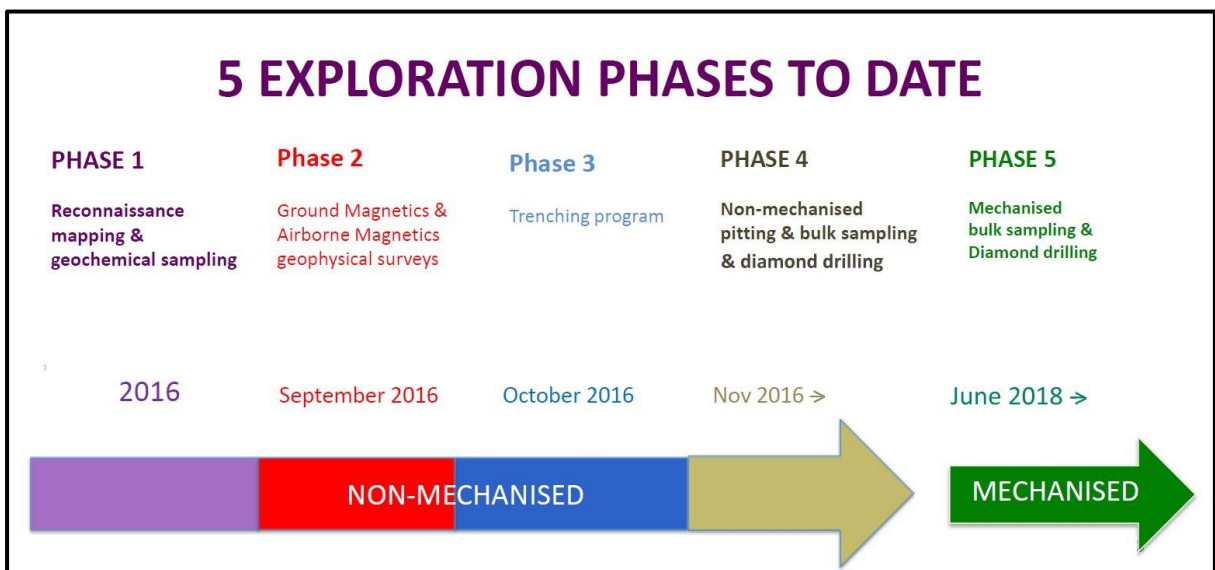 5 EXPLORATION PHASES TO DATE
PHASE 1
Reconnaissance
mapping &
geochemical sampling
Phase 2
Ground Magnetics &
Airborne Magnetics
geophysical surveys
Phase 3
Trenching program
PHASE 4
Non-mechanised
pitting & bulk sampling
& diamond drilling
PHASE 5
Mechanised
bulk sampling &
Diamond drilling
2016
September 2016
October 2016
Nov 2016 →
June 2018 →
NON-MECHANISED
MECHANISED